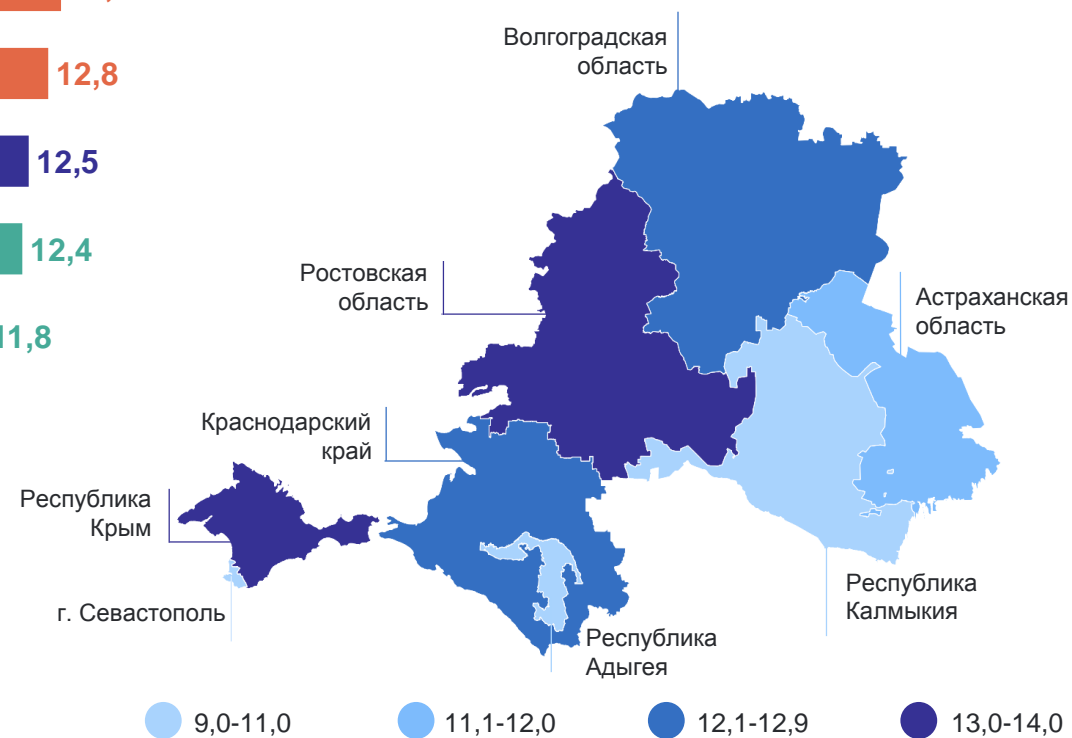 12,8
12,5
12,4
11,8
Волгоградская
область
Ростовская
область
Астраханская
область
Краснодарский
край
Республика
Крым
г. Севастополь
Республика
Калмыкия
Республика
Адыгея
9,0-11,0
11,1-12,0
12,1-12,9
13,0-14,0